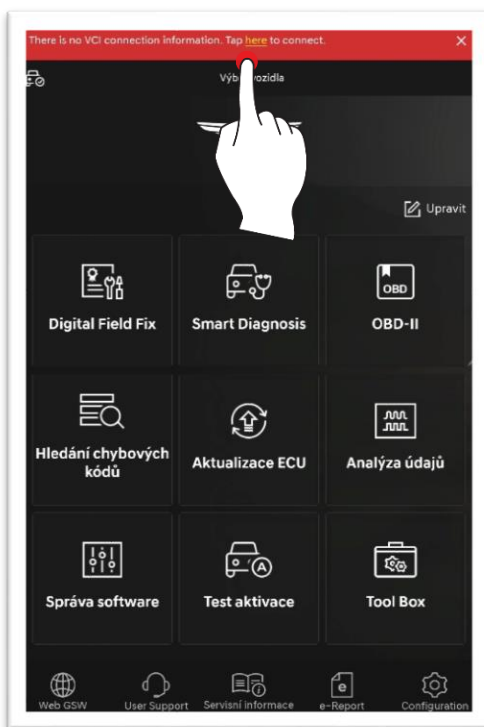 There is no VCI connection information. Tap here to connect.
Upravit
OBD
Digital Field Fix
Smart Diagnosis
OBD-II
Hledání chybových
kódů
Aktualizace ECU
Analýza údajů
A
Správa software
Test aktivace
Tool Box
e
Web GSW
User Support
Servisní informace
e-Report
Configuration